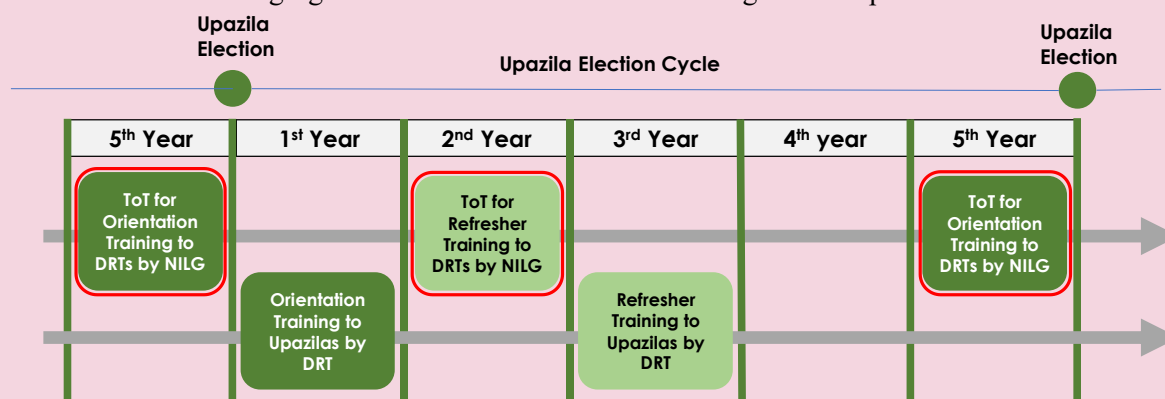 Upazila
Election
Upazila Election Cycle
Upazila
Election
5th Year
1st Year
2nd Year
3rd Year
4th year
5th Year
ToT for
Orientation
Training to
DRTs by NILG
ToT for
Refresher
Training to
DRTs by NILG
ToT for
Orientation
Training to
DRTs by NILG
Orientation
Training to
Upazilas by
DRT
Refresher
Training to
Upazilas by
DRT